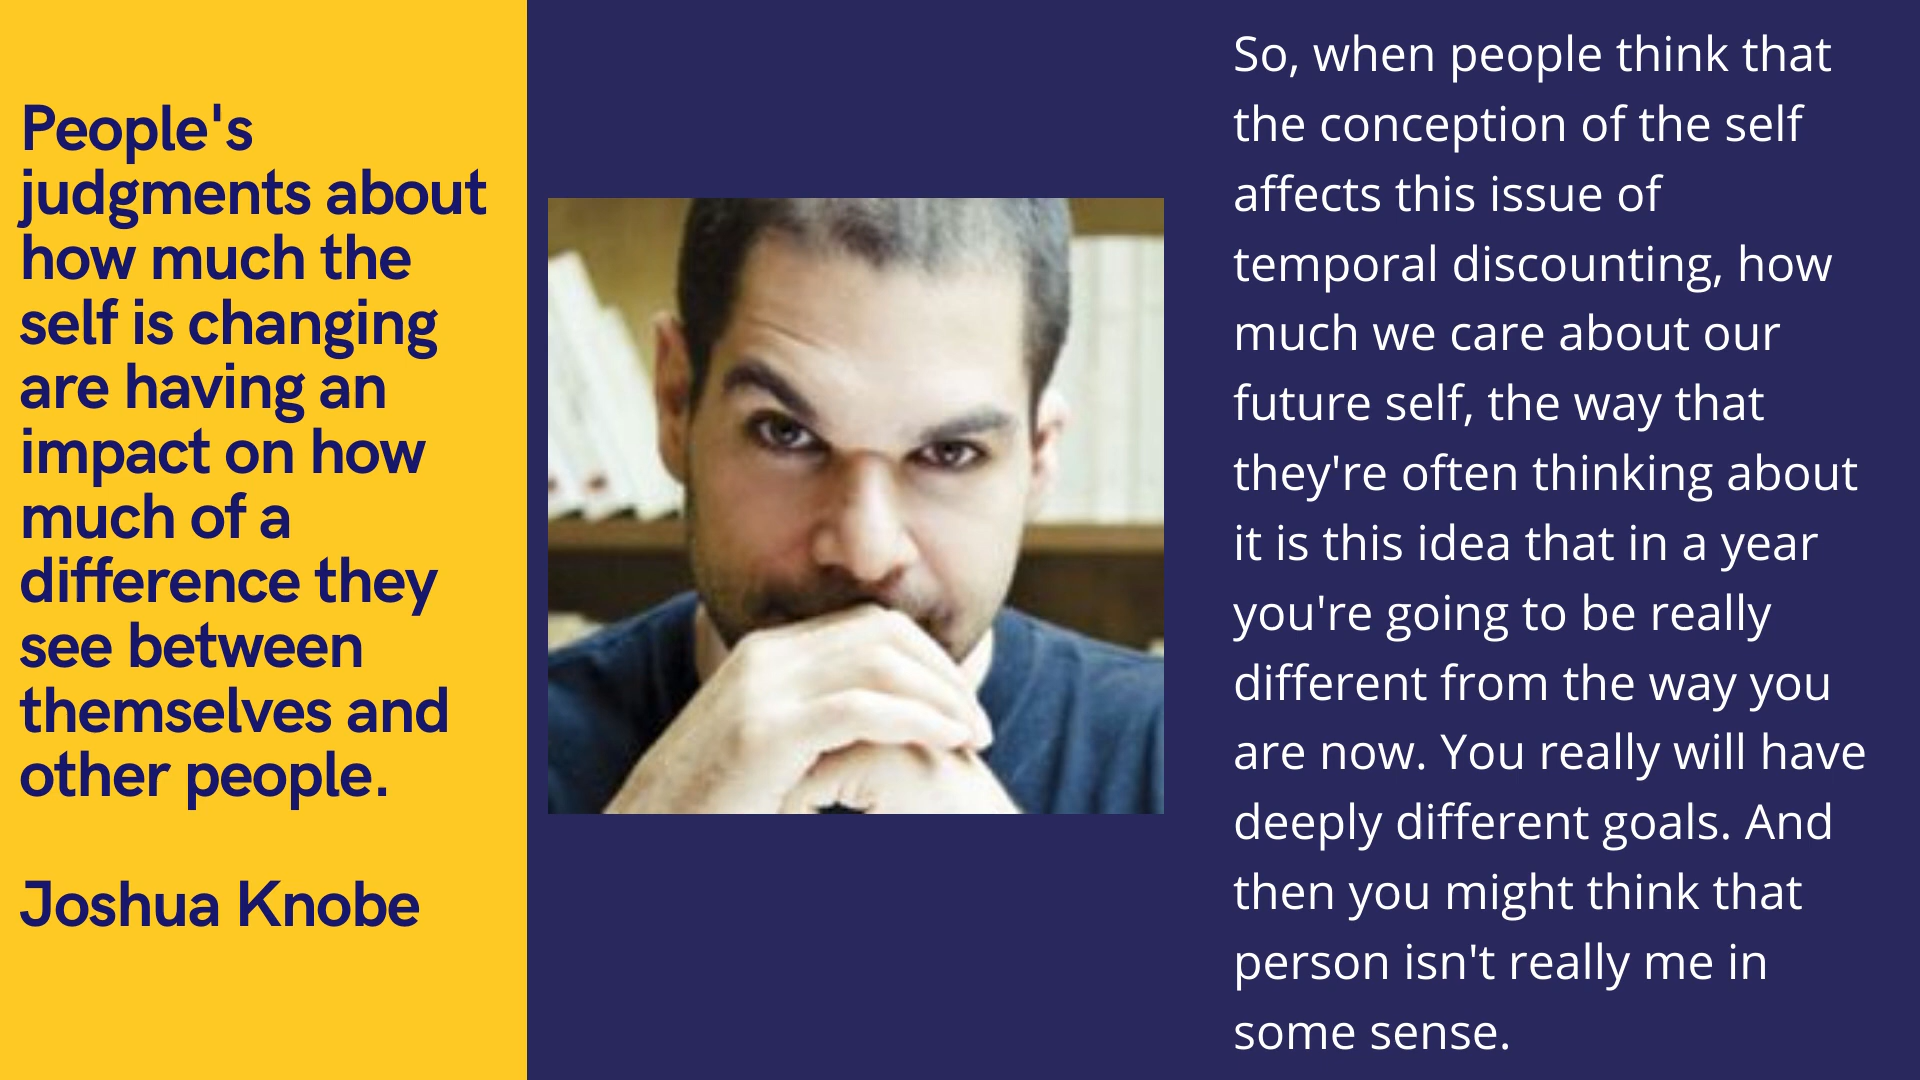 People's
judgments about
how much the
self is changing
are having an
impact on how
much of a
difference they
see between
themselves and
other people.
Joshua Knobe
So, when people think that
the conception of the self
affects this issue of
temporal discounting, how
much we care about our
future self, the way that
they're often thinking about
it is this idea that in a year
you're going to be really
different from the way you
are now. You really will have
deeply different goals. And
then you might think that
person isn't really me in
some sense.